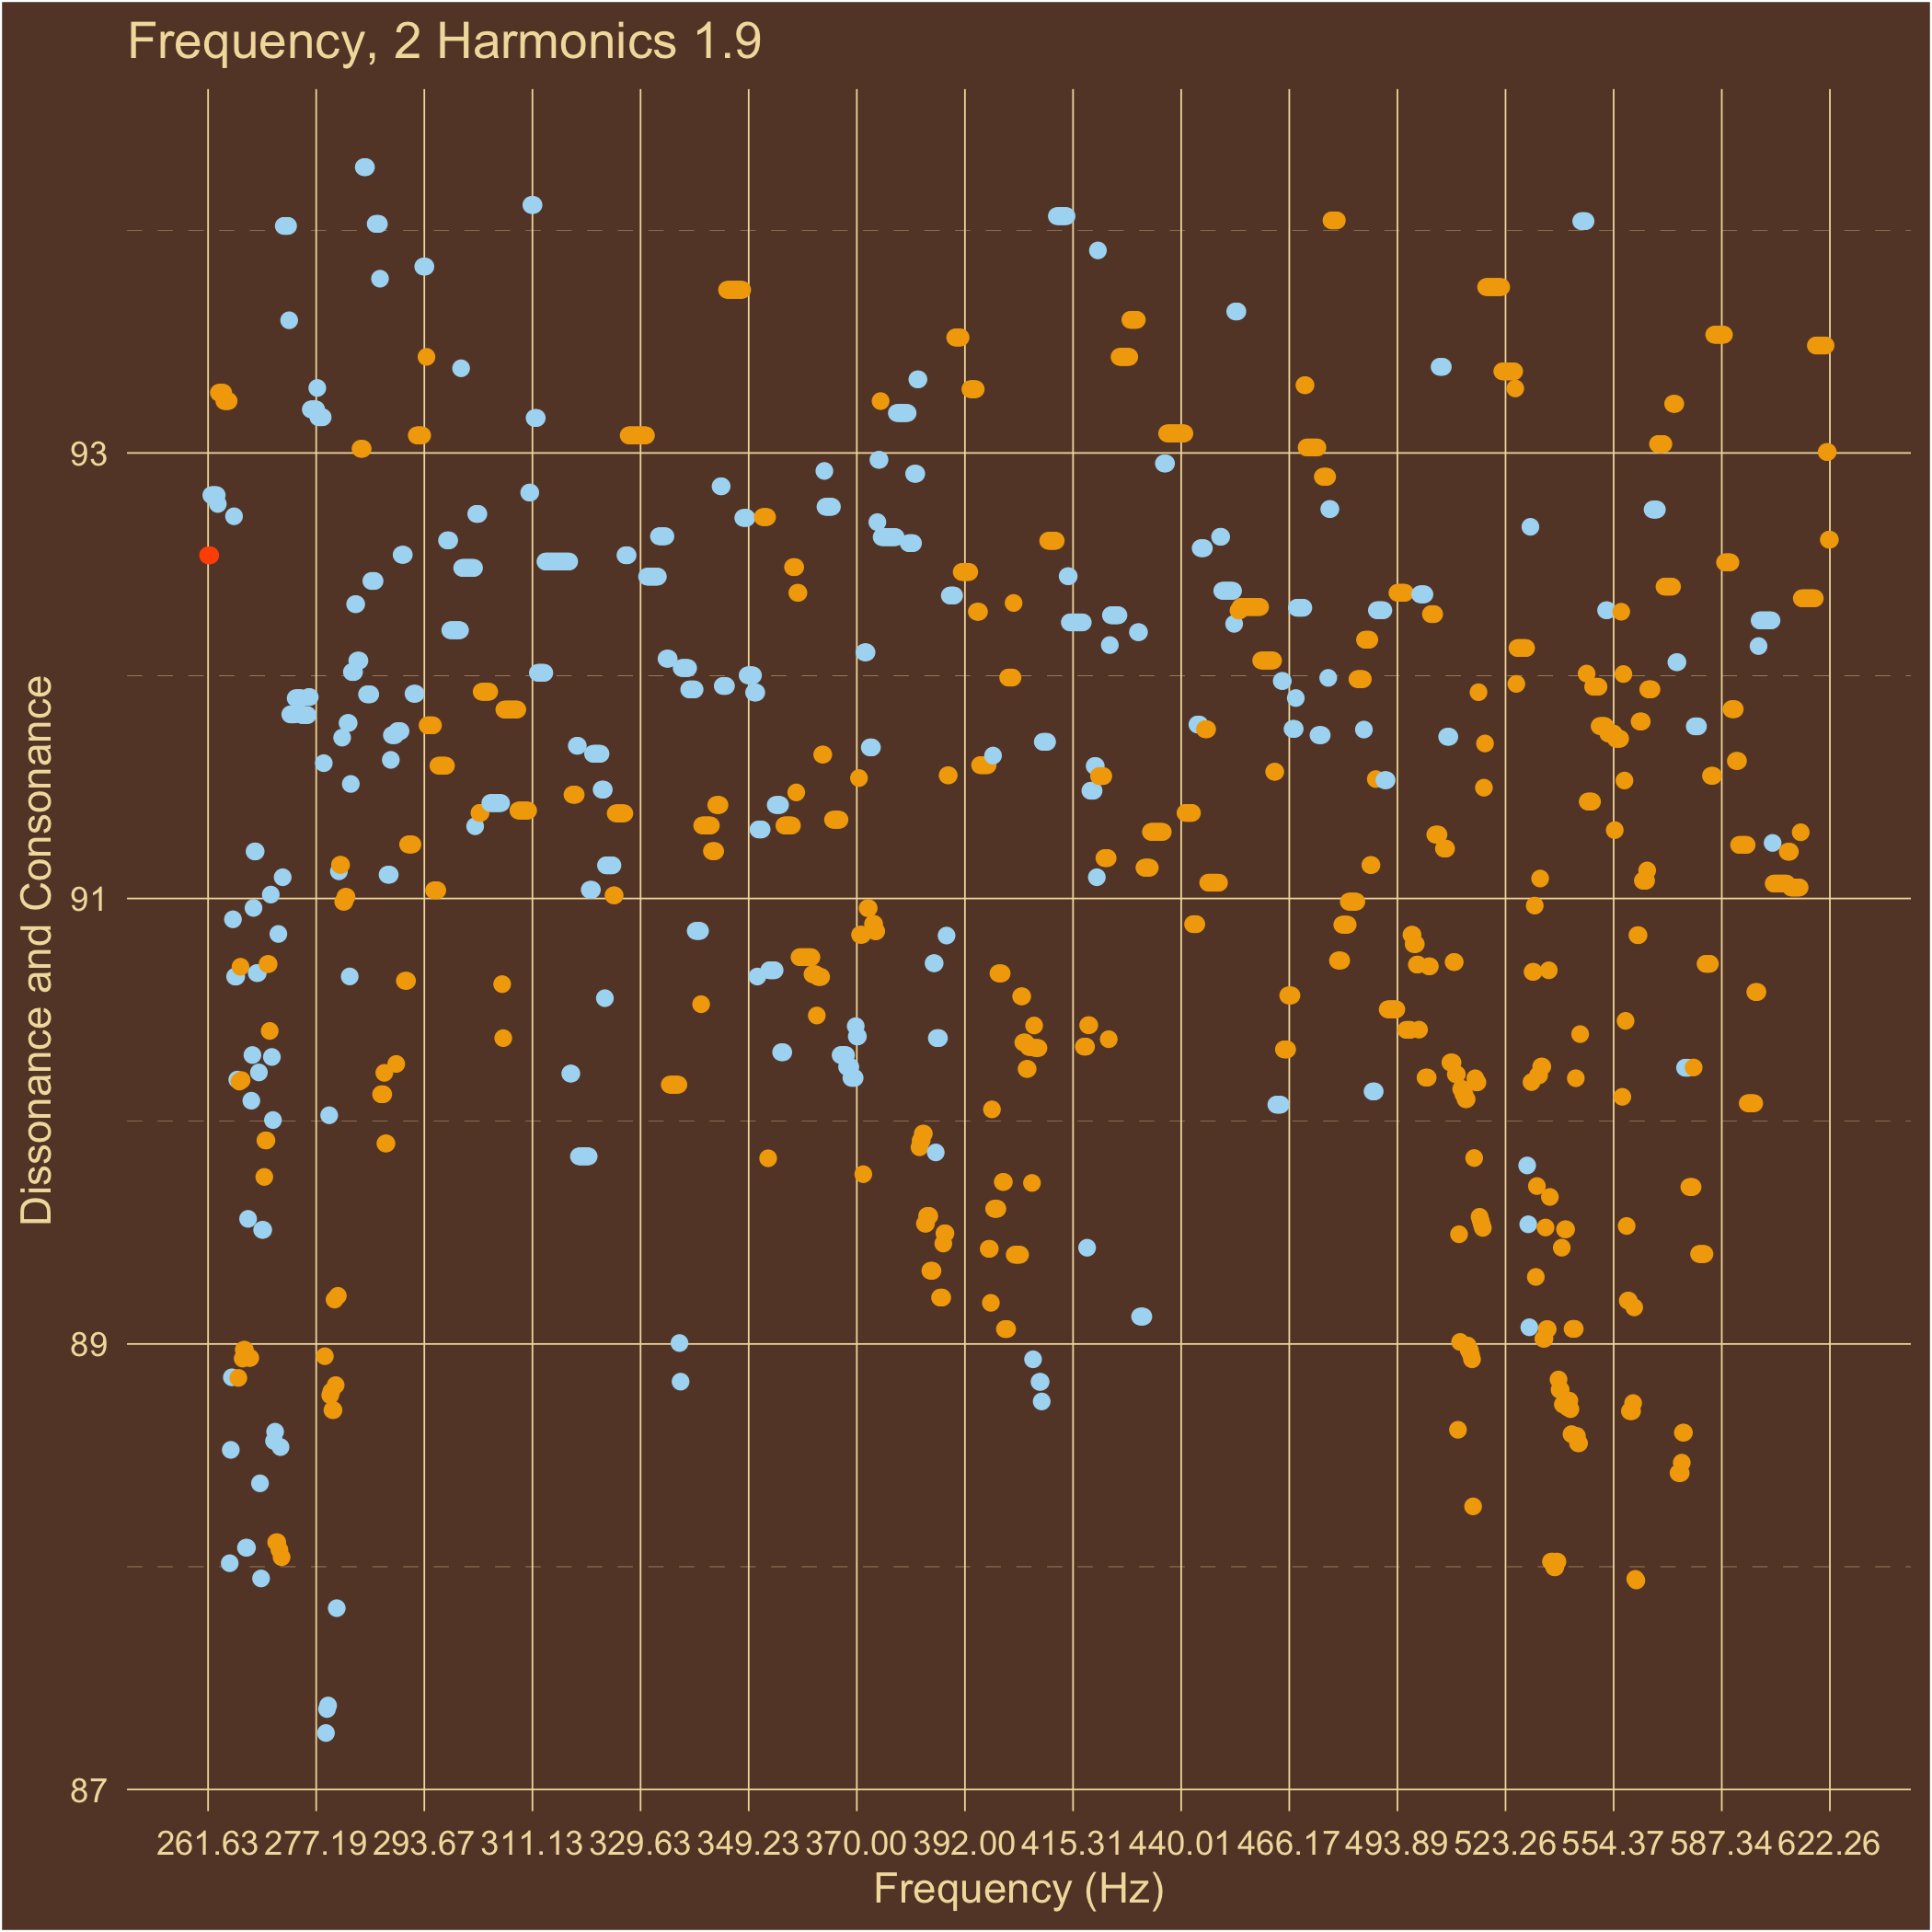 Frequency, 2 Harmonics 1.9
Dissonance and Consonance
93
91
89
87
261.63 277.19 293.67 311.13 329.63 349.23 370.00 392.00 415.31 440.01 466.17 493.89 523.26 554.37 587.34 622.26
Frequency (Hz)